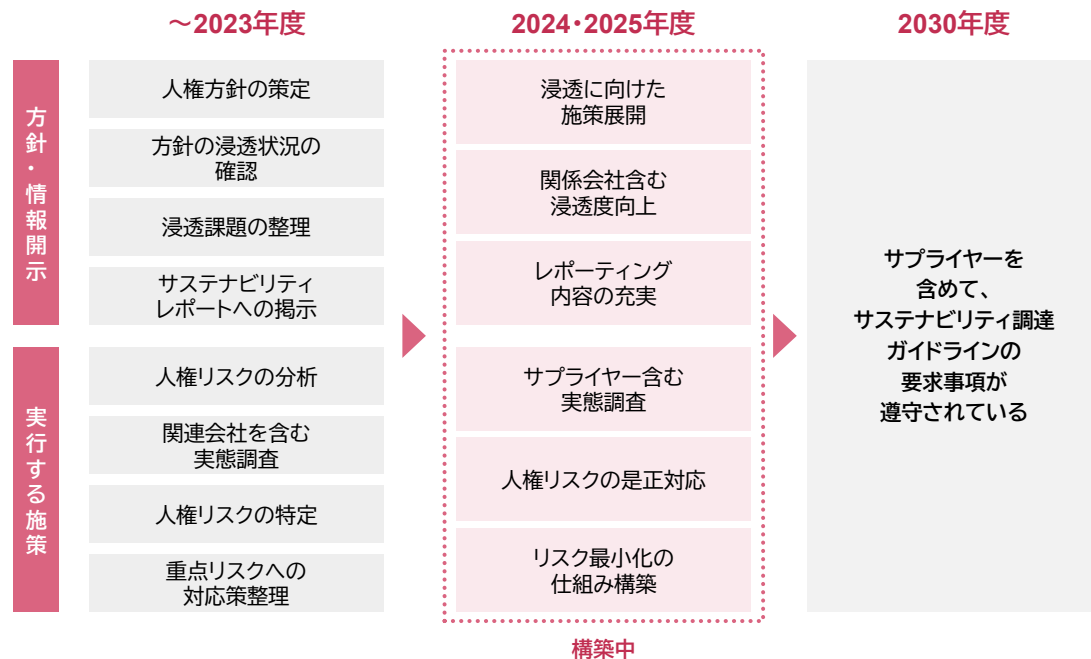 ～2023年度
2024・2025年度
2030年度
方針・情報開示
人権方針の策定
方針の浸透状況の
確認
浸透課題の整理
サステナビリティ
レポートへの掲示
実行する施策
人権リスクの分析
関連会社を含む
実態調査
人権リスクの特定
重点リスクへの
対応策整理
浸透に向けた
施策展開
関係会社含む
浸透度向上
レポーティング
内容の充実
サプライヤー含む
実態調査
人権リスクの是正対応
リスク最小化の
仕組み構築
構築中
サプライヤーを
含めて、
サステナビリティ調達
ガイドラインの
要求事項が
遵守されている